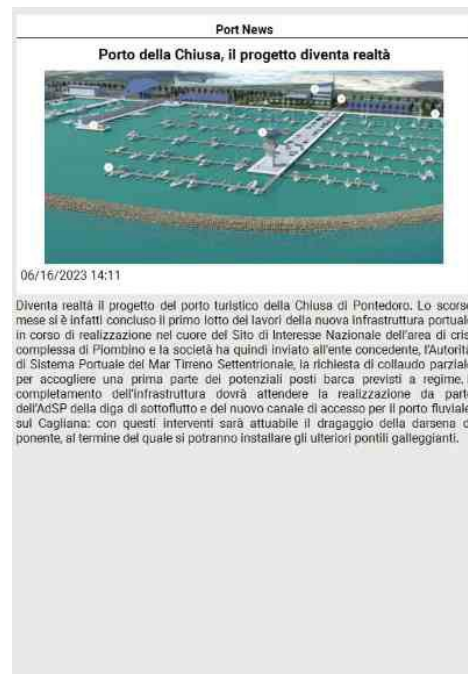 Port News
Porto della Chiusa, il progetto diventa realtà
06/16/2023 14:11
Diventa realtà il progetto del porto turistico della Chiusa di Pontedoro. Lo scorso
mese si è infatti concluso il primo lotto dei lavori della nuova infrastruttura portuale
in corso di realizzazione nel cuore del Sito di Interesse Nazionale dell'area di cris
complessa di Piombino e la società ha quindi inviato all'ente concedente, l'Autorità
di Sistema Portuale del Mar Tirreno Settentrionale, la richiesta di collaudo parziale
per accogliere una prima parte dei potenziali posti barca previsti a regime.
completamento dell'infrastruttura dovrà attendere la realizzazione da parte
dell'AdSP della diga di sottoflutto e del nuovo canale di accesso per il porto fluviale
sul Cagliana: con questi interventi sarà attuabile il dragaggio della darsena d
ponente, al termine del quale si potranno installare gli ulteriori pontili galleggianti.